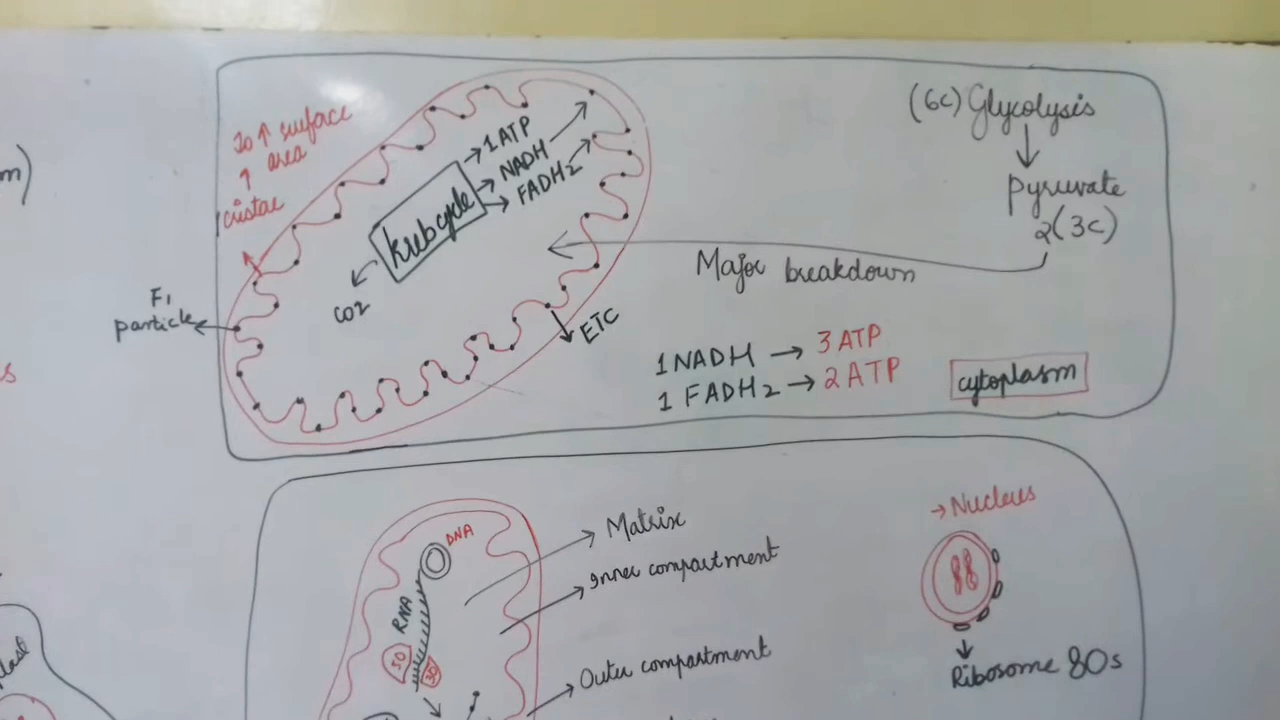 m)
s
To ↑ surface
area
↑
cristae
F1
particle
kreb cycle
→ 1 ATP
→ NADH
→ FADH2
CO2
ETC
(6C) Glycolysis
↓
Pyruvate
2(3C)
Major breakdown
1 NADH → 3 ATP
1 FADH2 → 2 ATP
cytoplasm
DNA
RNA
50
30
Matrix
Inner compartment
Outer compartment
→ Nucleus
Ribosome 80s